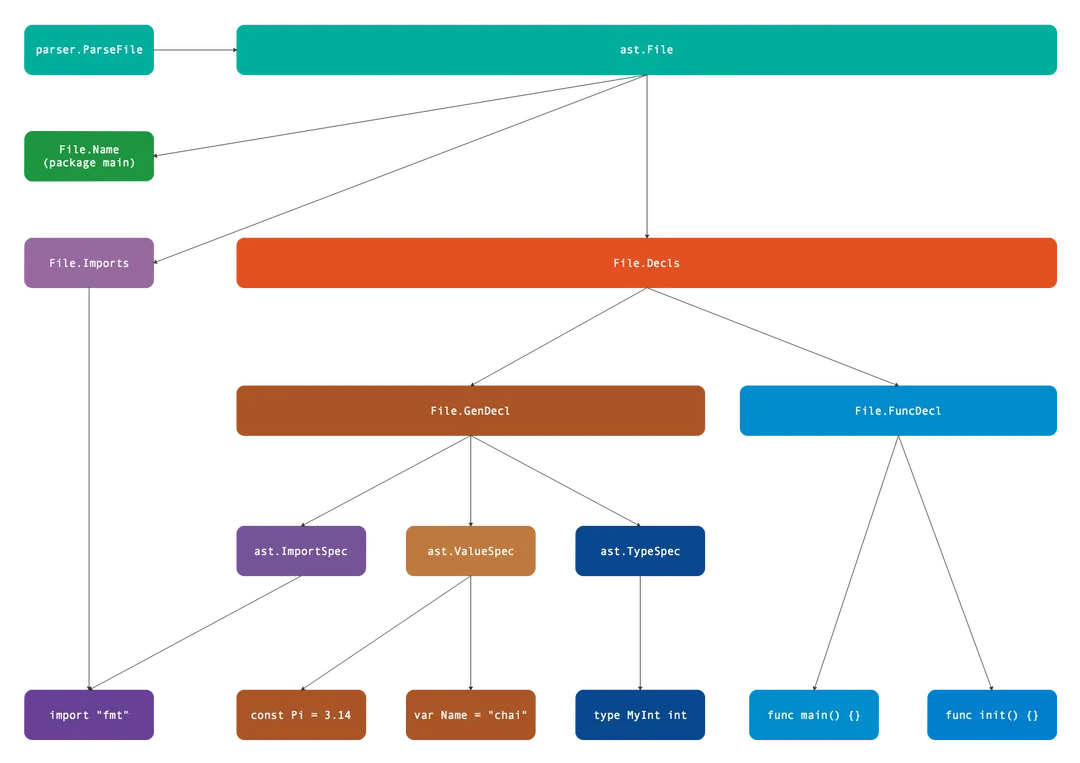 parser.ParseFile
ast.File
File.Name
(package main)
File.Imports
File.Decls
File.GenDecl
File.FuncDecl
ast.ImportSpec
ast.ValueSpec
ast.TypeSpec
import "fmt"
const Pi = 3.14
var Name = "chai"
type MyInt int
func main() {}
func init() {}